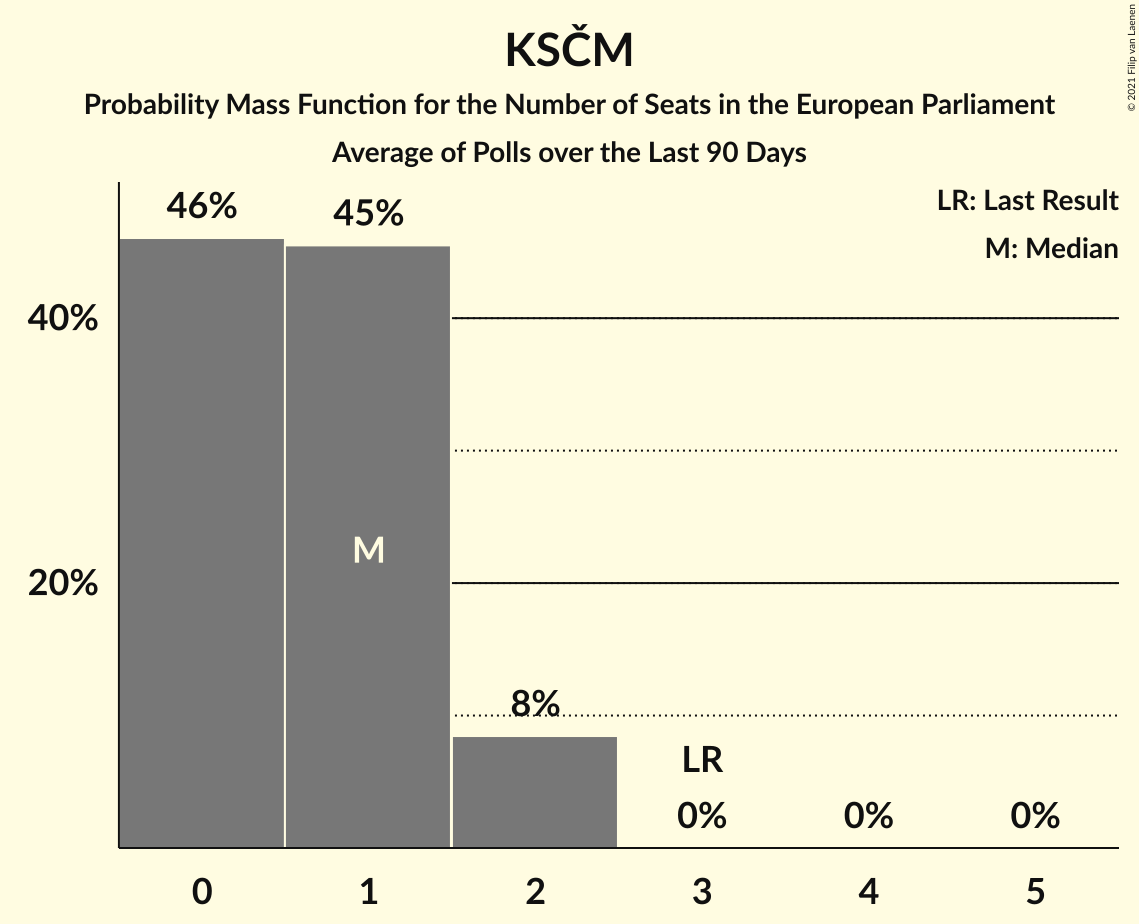 KSČM
Probability Mass Function for the Number of Seats in the European Parliament
Average of Polls over the Last 90 Days
© 2021 Filip van Laenen
LR: Last Result
M: Median
46%
45%
40%
M
20%
8%
LR
0%
0%
0%
0
1
2
3
4
5